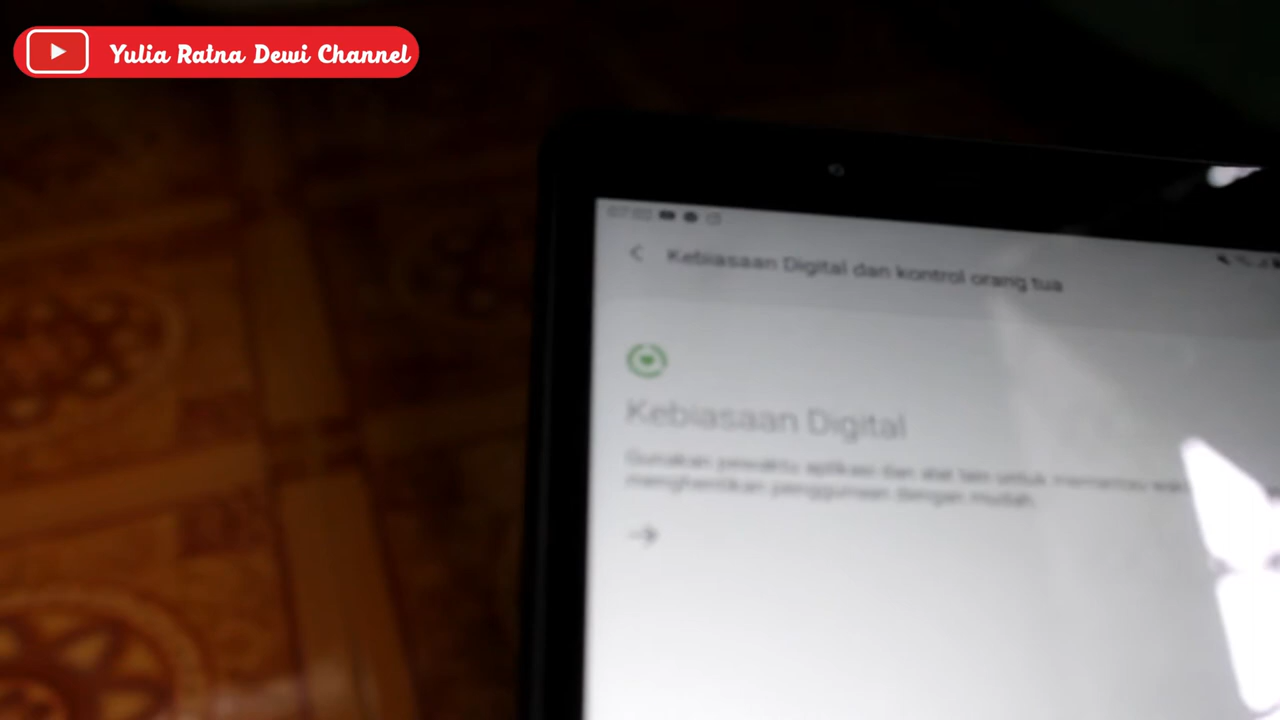 Yulia Ratna Dewi Channel
Kebiasaan Digital dan kontrol orang tua
Kebiasaan Digital
Gunakan pewaktu aplikasi dan alat lain untuk memantau
menghentikan penggunaan dengan mudah.